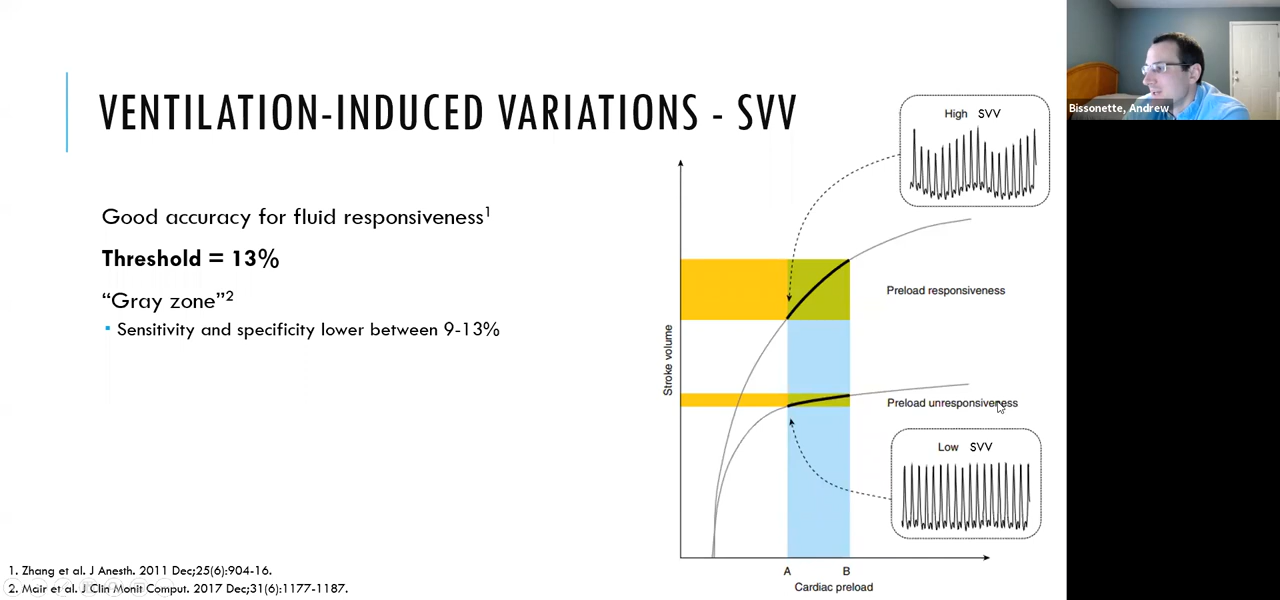 VENTILATION-INDUCED VARIATIONS - SVV
Good accuracy for fluid responsiveness1
Threshold = 13%
“Gray zone”2
Sensitivity and specificity lower between 9-13%
High SVV
Preload responsiveness
Stroke volume
Preload unresponsiveness
Low SVV
A B
Cardiac preload
1. Zhang et al. J Anesth. 2011 Dec;25(6):904-16.
2. Mair et al. J Clin Monit Comput. 2017 Dec;31(6):1177-1187.
Bissonette, Andrew